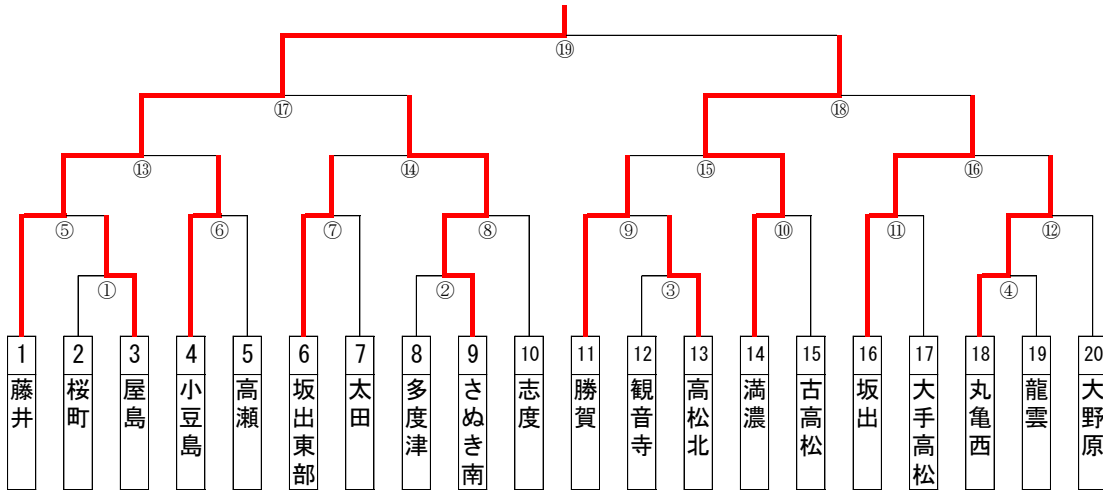 ⑲
⑰
⑱
⑬
⑭
⑮
⑯
⑤
⑥
⑦
⑧
⑨
⑩
⑪
⑫
①
②
③
④
1
2
3
4
5
6
7
8
9
10
11
12
13
14
15
16
17
18
19
20
藤井
桜町
屋島
小豆島
高瀬
坂出東部
太田
多度津
さぬき南
志度
勝賀
観音寺
高松北
満濃
古高松
坂出
大手高松
丸亀西
龍雲
大野原